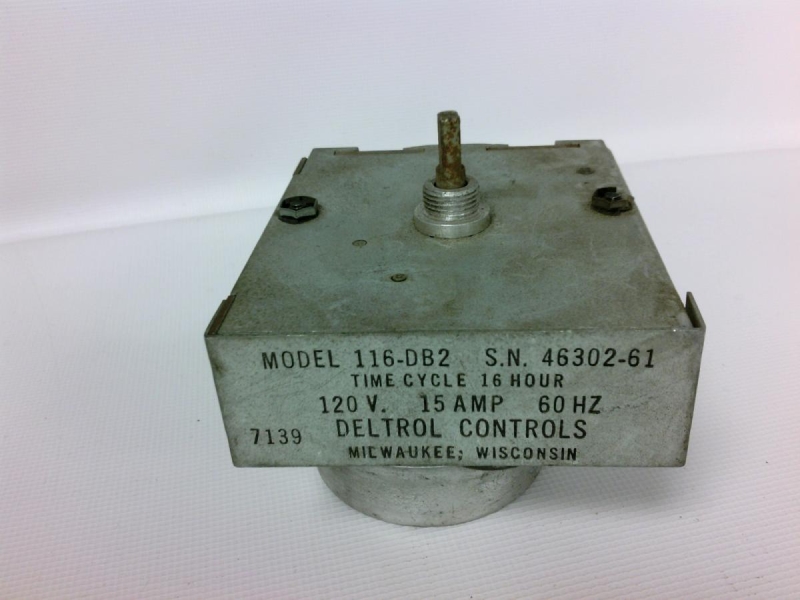 MODEL 116-DB2 S.N. 46302-61
TIME CYCLE 16 HOUR
120 V. 15 AMP 60 HZ
7139 DELTROL CONTROLS
MILWAUKEE, WISCONSIN